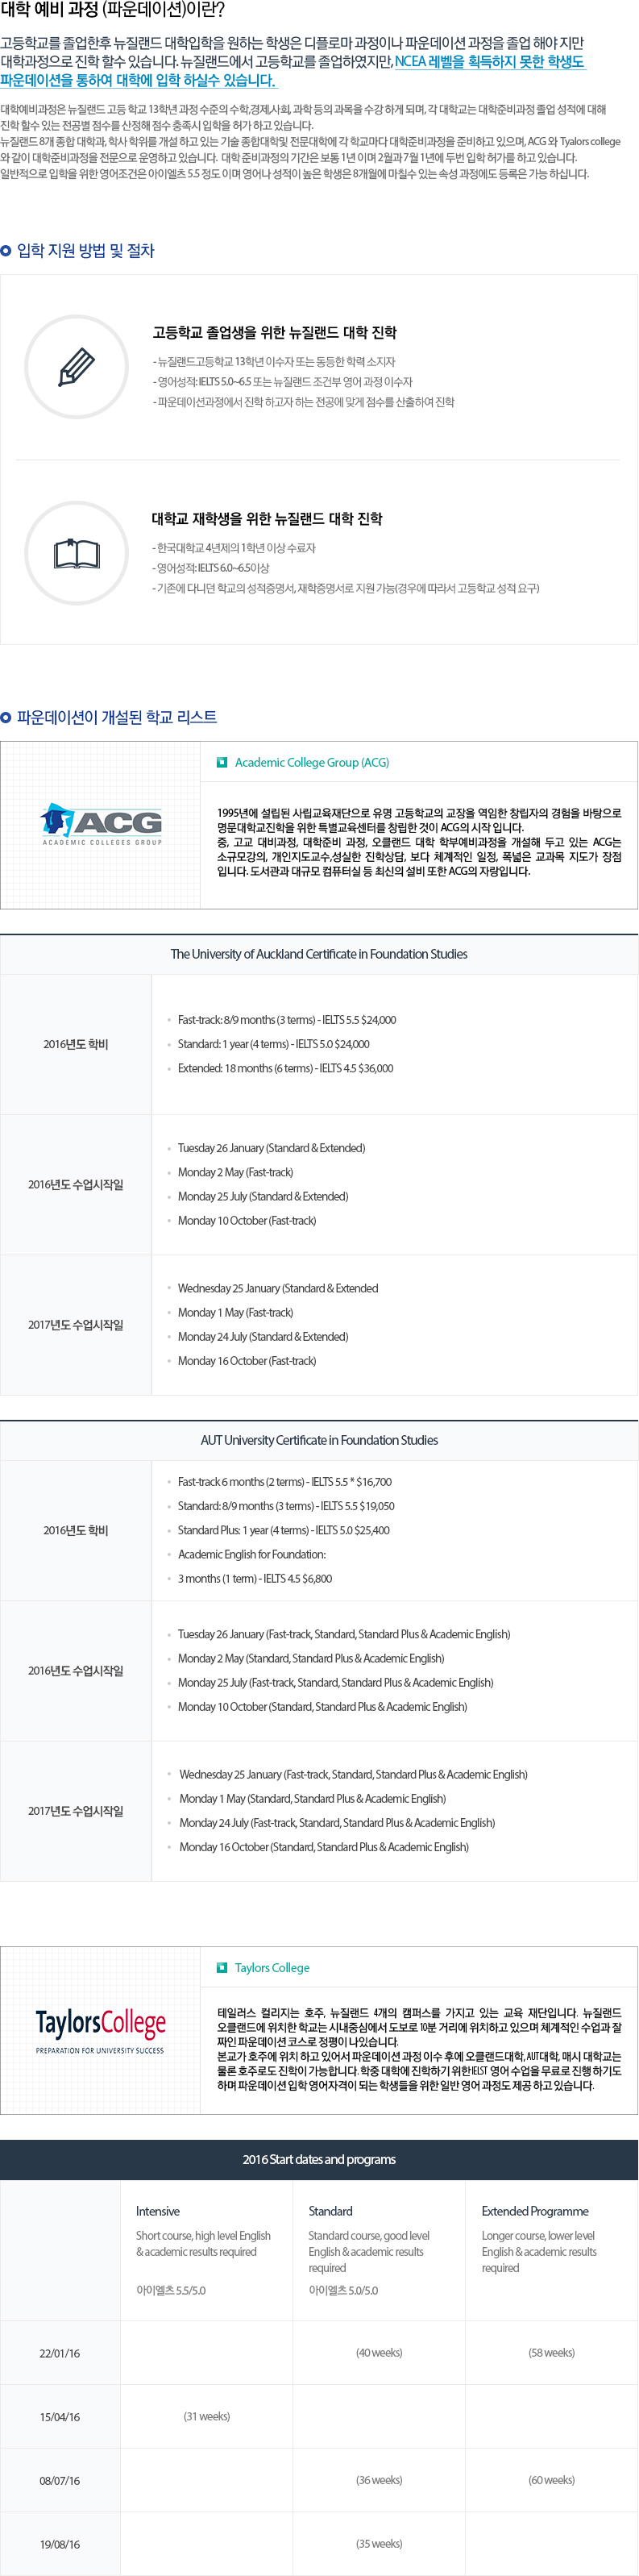 대학 예비 과정 (파운데이션)이란?
고등학교를 졸업한후 뉴질랜드 대학입학을 원하는 학생은 디플로마 과정이나 파운데이션 과정을 졸업 해야 지만
대학과정으로 진학 할수 있습니다. 뉴질랜드에서 고등학교를 졸업하였지만, NCEA 레벨을 획득하지 못한 학생도
파운데이션을 통하여 대학에 입학 하실수 있습니다.
대학예비과정은 뉴질랜드 고등 학교 13학년 과정 수준의 수학,경제,사회, 과학 등의 과목을 수강 하게 되며, 각 대학교는 대학준비과정 졸업 성적에 대해
진학 할수 있는 전공별 점수를 산정해 점수 충족시 입학을 허가 하고 있습니다.
뉴질랜드 8개 종합 대학교, 학사 학위를 개설 하고 있는 기술 종합대학및 전문대학에 각 학교마다 대학준비과정을 준비하고 있으며, ACG 와 Tyalors college
와 같이 대학준비과정을 전문으로 운영하고 있습니다. 대학 준비과정의 기간은 보통 1년 이며 2월과 7월 1년에 두번 입학 허가를 하고 있습니다.
일반적으로 입학을 위한 영어조건은 아이엘츠 5.5 정도 이며 영어나 성적이 높은 학생은 8개월에 마칠수 있는 속성 과정에도 등록은 가능 하십니다.
입학 지원 방법 및 절차
고등학교 졸업생을 위한 뉴질랜드 대학 진학
- 뉴질랜드고등학교 13학년 이수자 또는 동등한 학력 소지자
- 영어성적: IELTS 5.0~6.5 또는 뉴질랜드 조건부 영어 과정 이수자
- 파운데이션과정에서 진학 하고자 하는 전공에 맞게 점수를 산출하여 진학
대학교 재학생을 위한 뉴질랜드 대학 진학
- 한국대학교 4년제의 1학년 이상 수료자
- 영어성적: IELTS 6.0~6.5이상
- 기존에 다니던 학교의 성적증명서, 재학증명서로 지원 가능(경우에 따라서 고등학교 성적 요구)
파운데이션이 개설된 학교 리스트
ACG
ACADEMIC COLLEGES GROUP
Academic College Group (ACG)
1995년에 설립된 사립교육재단으로 유명 고등학교의 교장을 역임한 창립자의 경험을 바탕으로
명문대학교진학을 위한 특별교육센터를 창립한 것이 ACG의 시작 입니다.
중, 고교 대비과정, 대학준비 과정, 오클랜드 대학 학부예비과정을 개설해 두고 있는 ACG는
소규모강의, 개인지도교수,성실한 진학상담, 보다 체계적인 일정, 폭넓은 교과목 지도가 장점
입니다. 도서관과 대규모 컴퓨터실 등 최신의 설비 또한 ACG의 자랑입니다.
The University of Auckland Certificate in Foundation Studies
2016년도 학비
Fast-track: 8/9 months (3 terms) - IELTS 5.5 $24,000
Standard: 1 year (4 terms) - IELTS 5.0 $24,000
Extended: 18 months (6 terms) - IELTS 4.5 $36,000
2016년도 수업시작일
Tuesday 26 January (Standard & Extended)
Monday 2 May (Fast-track)
Monday 25 July (Standard & Extended)
Monday 10 October (Fast-track)
2017년도 수업시작일
Wednesday 25 January (Standard & Extended
Monday 1 May (Fast-track)
Monday 24 July (Standard & Extended)
Monday 16 October (Fast-track)
AUT University Certificate in Foundation Studies
2016년도 학비
Fast-track 6 months (2 terms) - IELTS 5.5 * $16,700
Standard: 8/9 months (3 terms) - IELTS 5.5 $19,050
Standard Plus: 1 year (4 terms) - IELTS 5.0 $25,400
Academic English for Foundation:
3 months (1 term) - IELTS 4.5 $6,800
2016년도 수업시작일
Tuesday 26 January (Fast-track, Standard, Standard Plus & Academic English)
Monday 2 May (Standard, Standard Plus & Academic English)
Monday 25 July (Fast-track, Standard, Standard Plus & Academic English)
Monday 10 October (Standard, Standard Plus & Academic English)
2017년도 수업시작일
Wednesday 25 January (Fast-track, Standard, Standard Plus & Academic English)
Monday 1 May (Standard, Standard Plus & Academic English)
Monday 24 July (Fast-track, Standard, Standard Plus & Academic English)
Monday 16 October (Standard, Standard Plus & Academic English)
TaylorsCollege
PREPARATION FOR UNIVERSITY SUCCESS
Taylors College
테일러스 컬리지는 호주, 뉴질랜드 4개의 캠퍼스를 가지고 있는 교육 재단입니다. 뉴질랜드
오클랜드에 위치한 학교는 시내중심에서 도보로 10분 거리에 위치하고 있으며 체계적인 수업과 잘
짜인 파운데이션 코스로 정평이 나있습니다.
본교가 호주에 위치 하고 있어서 파운데이션 과정 이수 후에 오클랜드대학, AUT대학, 매시 대학교는
물론 호주로도 진학이 가능합니다. 학중 대학에 진학하기 위한 IELST 영어 수업을 무료로 진행 하기도
하며 파운데이션 입학 영어자격이 되는 학생들을 위한 일반 영어 과정도 제공 하고 있습니다.
2016 Start dates and programs
Intensive
Short course, high level English
& academic results required
아이엘츠 5.5/5.0
Standard
Standard course, good level
English & academic results
required
아이엘츠 5.0/5.0
Extended Programme
Longer course, lower level
English & academic results
required
22/01/16
(40 weeks)
(58 weeks)
15/04/16
(31 weeks)
08/07/16
(36 weeks)
(60 weeks)
19/08/16
(35 weeks)